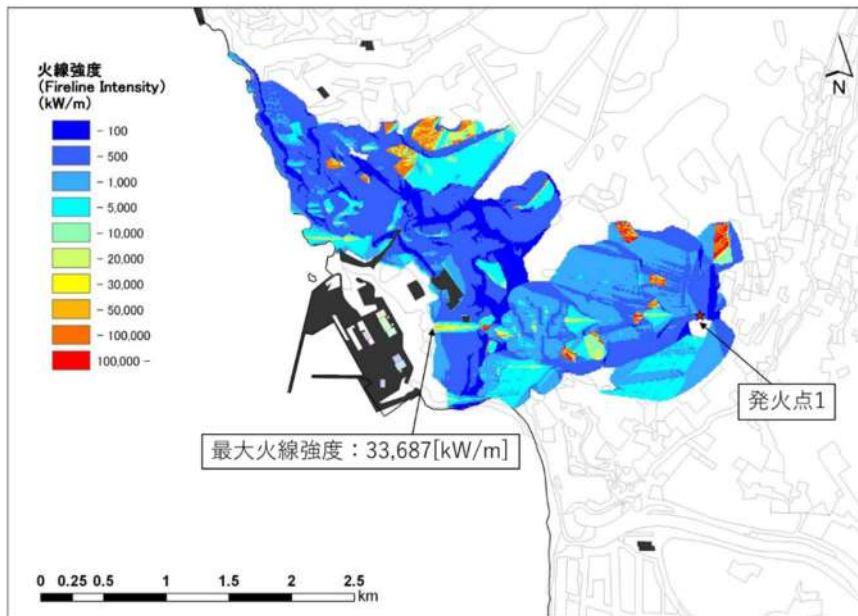 火線強度
(Fireline Intensity)
(kW/m)
- 100
- 500
- 1,000
- 5,000
- 10,000
- 20,000
- 30,000
- 50,000
- 100,000
100,000 -
N
発火点1
最大火線強度：33,687[kW/m]
0 0.25 0.5 1 1.5 2 2.5
km